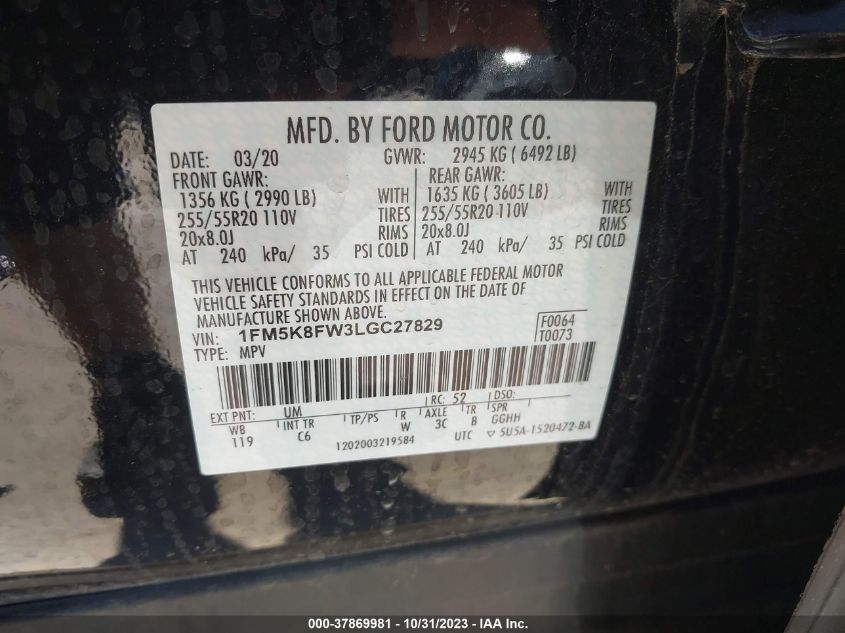 MFD. BY FORD MOTOR CO.
DATE: 03/20 GVWR: 2945 KG ( 6492 LB)
FRONT GAWR: REAR GAWR:
1356 KG ( 2990 LB) WITH 1635 KG ( 3605 LB) WITH
255/55R20 110V TIRES 255/55R20 110V TIRES
20x8.0J RIMS 20x8.0J RIMS
AT 240 kPa/ 35 PSI COLD AT 240 kPa/ 35 PSI COLD
THIS VEHICLE CONFORMS TO ALL APPLICABLE FEDERAL MOTOR
VEHICLE SAFETY STANDARDS IN EFFECT ON THE DATE OF
MANUFACTURE SHOWN ABOVE.
VIN: 1FM5K8FW3LGC27829 F0064
TYPE: MPV T0073
EXT PNT: UM RC: 52 DSO:
WB INT TR TP/PS R AXLE TR SPR
119 C6 W 3C B GGHH
1202003219584 UTC ▽ 5U5A-1520472-BA
000-37869981 - 10/31/2023 - IAA Inc.